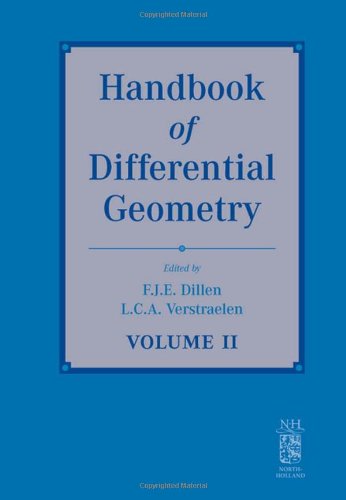 Handbook
of
Differential
Geometry
Edited by
F.J.E. Dillen
L.C.A. Verstraelen
VOLUME II
NH
NORTH-
HOLLAND